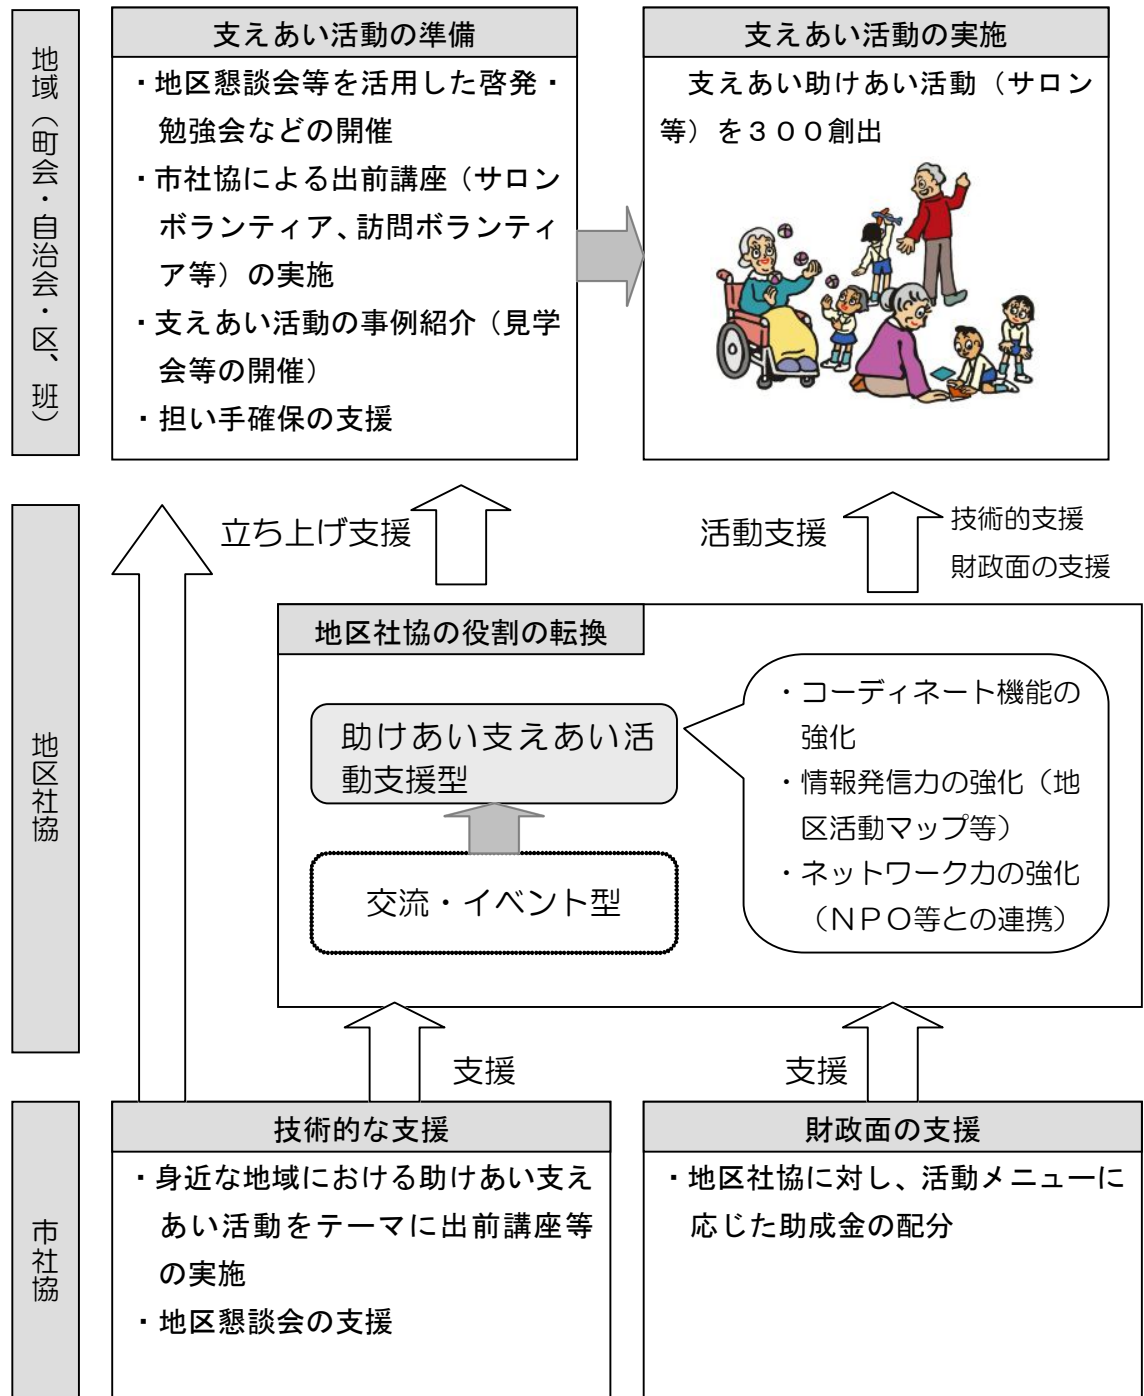 地域（町会・自治会・区、班）
支えあい活動の準備
・地区懇談会等を活用した啓発・
勉強会などの開催
・市社協による出前講座（サロン
ボランティア、訪問ボランティ
ア等）の実施
・支えあい活動の事例紹介（見学
会等の開催）
・担い手確保の支援
支えあい活動の実施
支えあい助けあい活動（サロン
等）を３００創出
地区社協
立ち上げ支援
活動支援
技術的支援
財政面の支援
地区社協の役割の転換
助けあい支えあい活
動支援型
交流・イベント型
・コーディネート機能の
強化
・情報発信力の強化（地
区活動マップ等）
・ネットワーク力の強化
（ＮＰＯ等との連携）
支援
支援
市社協
技術的な支援
・身近な地域における助けあい支え
あい活動をテーマに出前講座等
の実施
・地区懇談会の支援
財政面の支援
・地区社協に対し、活動メニューに
応じた助成金の配分